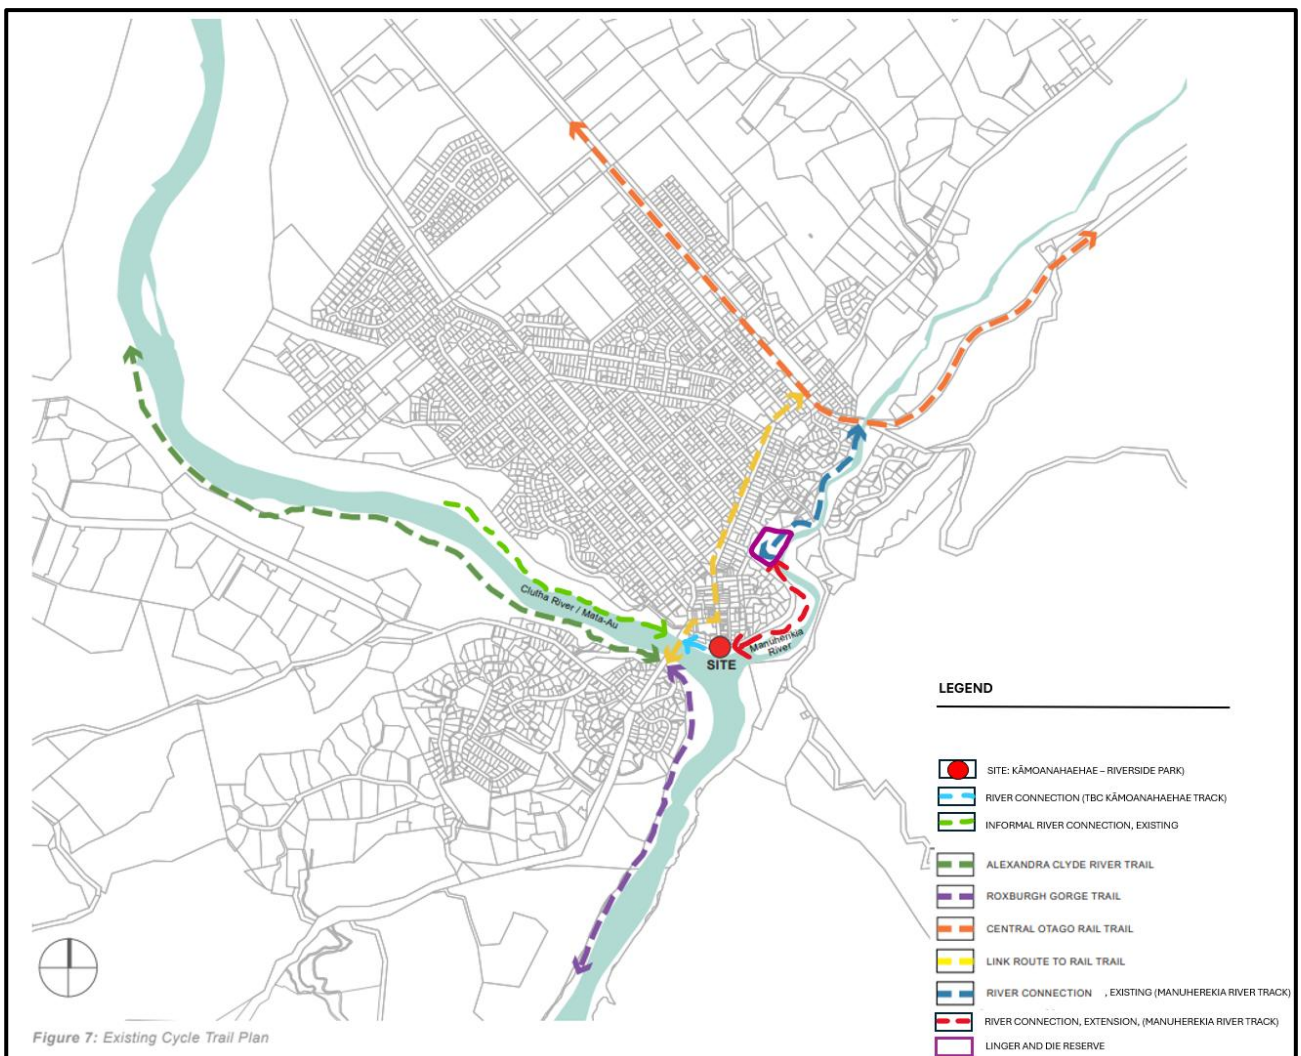 Clutha River / Mata-Au
Manuherikia
River
SITE
LEGEND
SITE: KĀMOANAHAEHAE – RIVERSIDE PARK)
RIVER CONNECTION (TBC KĀMOANAHAEHAE TRACK)
INFORMAL RIVER CONNECTION, EXISTING
ALEXANDRA CLYDE RIVER TRAIL
ROXBURGH GORGE TRAIL
CENTRAL OTAGO RAIL TRAIL
LINK ROUTE TO RAIL TRAIL
RIVER CONNECTION , EXISTING (MANUHEREKIA RIVER TRACK)
RIVER CONNECTION, EXTENSION, (MANUHEREKIA RIVER TRACK)
LINGER AND DIE RESERVE
Figure 7: Existing Cycle Trail Plan